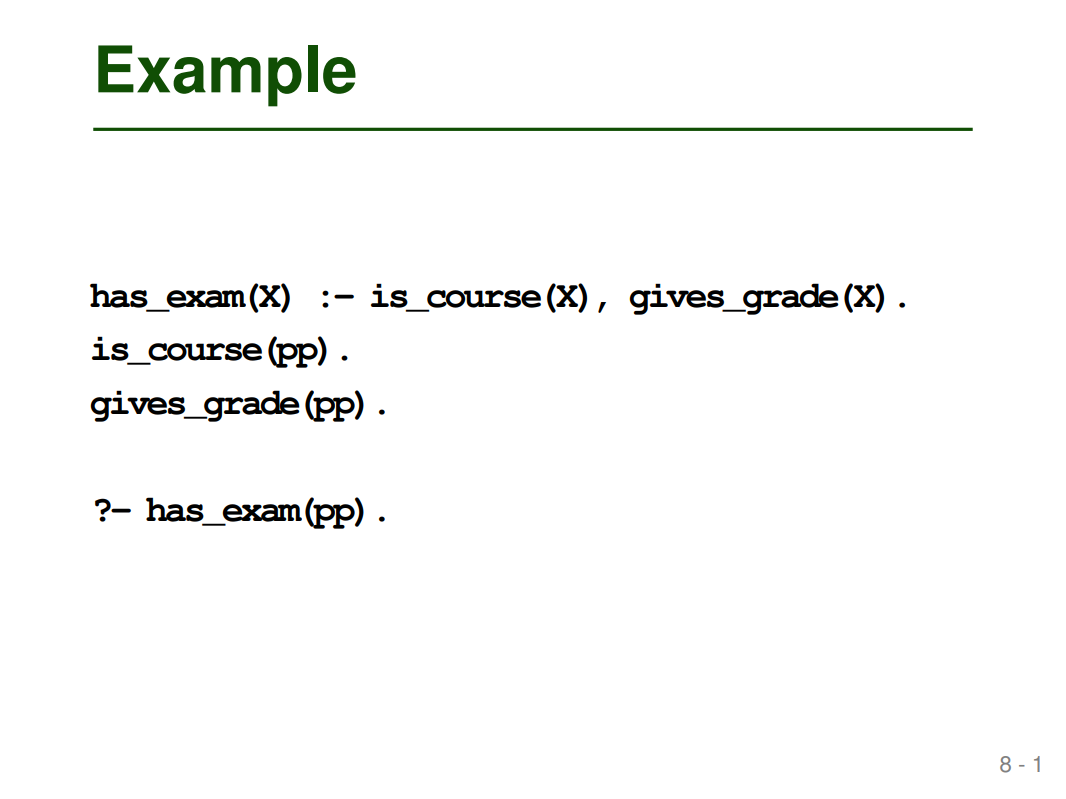 Example
has_exam(X) :- is_course(X), gives_grade(X).
is_course(pp).
gives_grade(pp).
?- has_exam(pp).
8 - 1